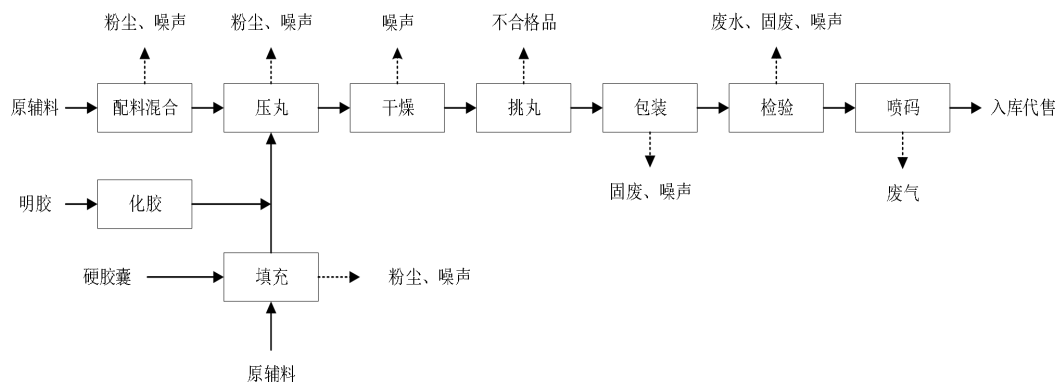 粉尘、噪声
粉尘、噪声
噪声
不合格品
废水、固废、噪声
原辅料
配料混合
压丸
干燥
挑丸
包装
检验
喷码
入库代售
固废、噪声
废气
明胶
化胶
硬胶囊
填充
粉尘、噪声
原辅料